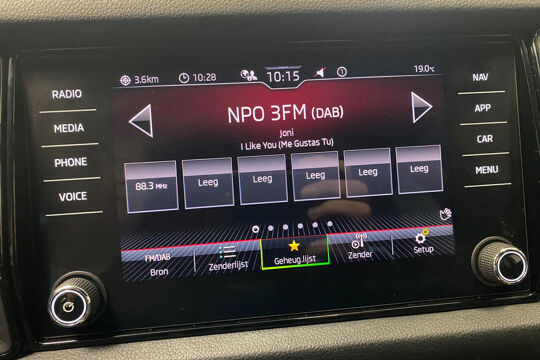 3.6km 10:28 10:15 19.0°C
RADIO
MEDIA
PHONE
VOICE
NPO 3FM (DAB)
Joni
I Like You (Me Gustas Tu)
88.3 MHz Leeg Leeg Leeg Leeg Leeg
FM/DAB
Bron
Zenderlijst
Geheug.lijst
Zender
Setup
NAV
APP
CAR
MENU